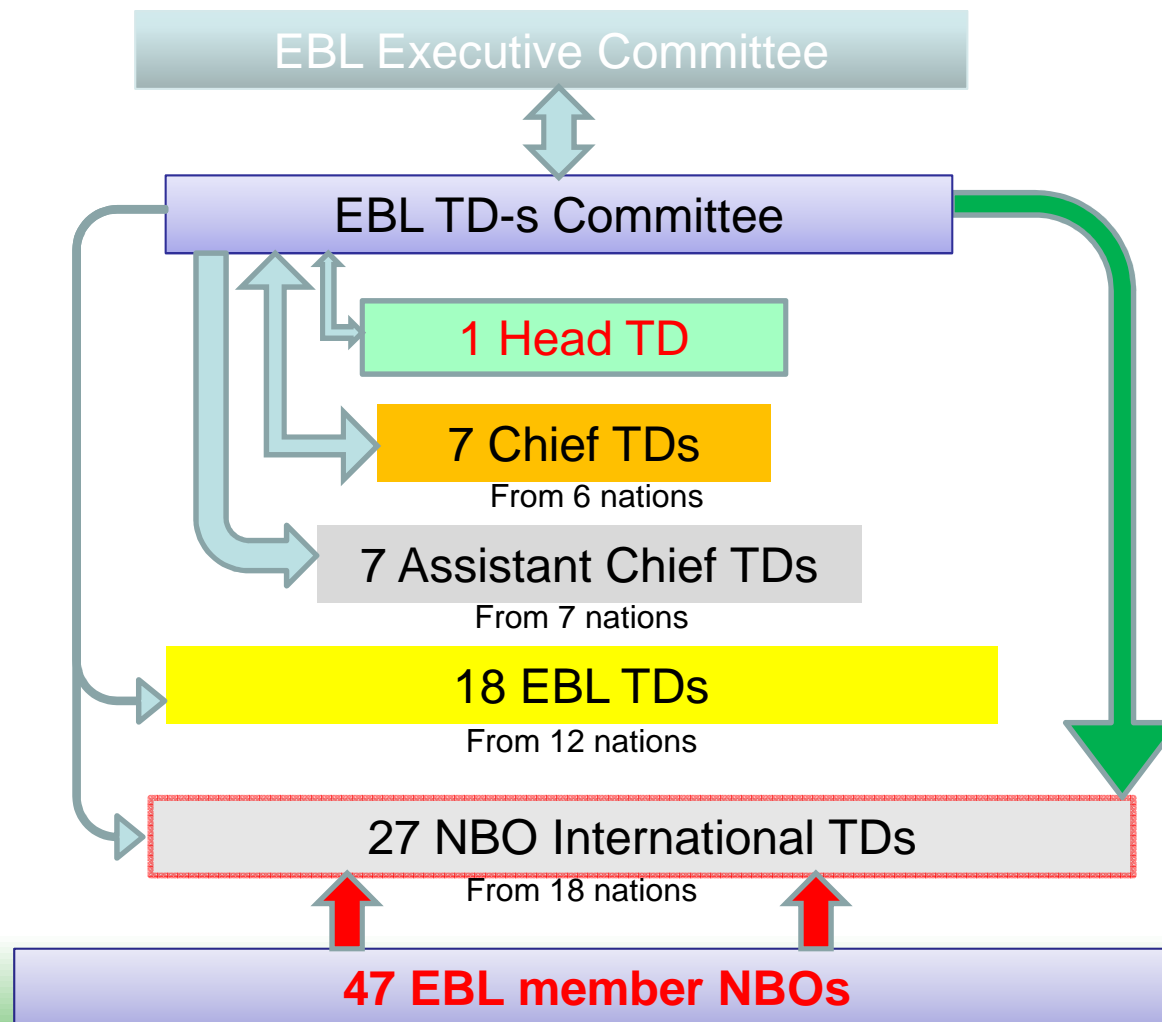 EBL Executive Committee
EBL TD-s Committee
1 Head TD
7 Chief TDs
From 6 nations
7 Assistant Chief TDs
From 7 nations
18 EBL TDs
From 12 nations
27 NBO International TDs
From 18 nations
47 EBL member NBOs